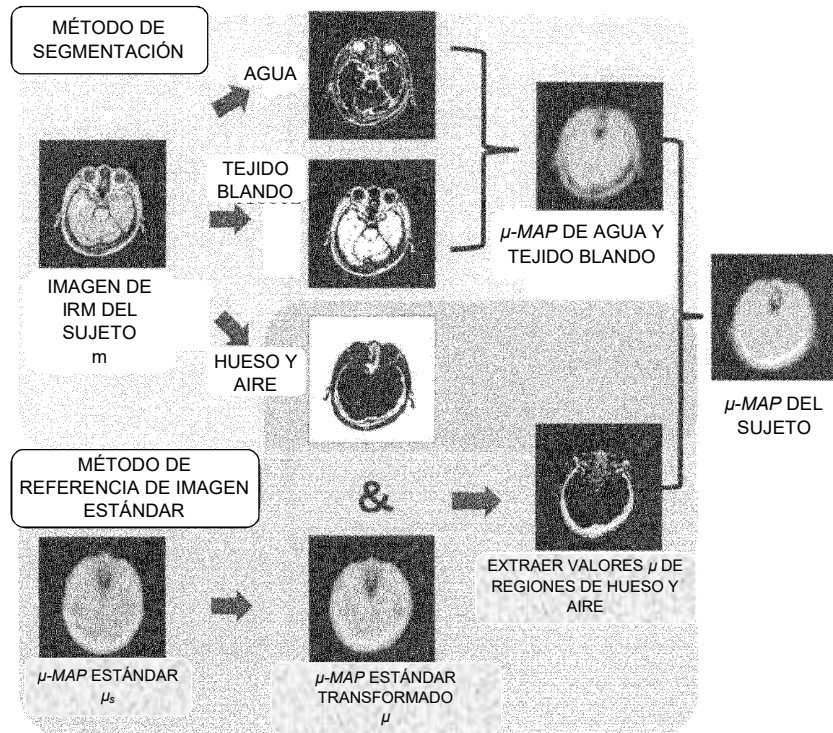 MÉTODO DE
SEGMENTACIÓN
AGUA
TEJIDO
BLANDO
IMAGEN DE
IRM DEL
SUJETO
m
HUESO Y
AIRE
µ-MAP DE AGUA Y
TEJIDO BLANDO
µ-MAP DEL
SUJETO
MÉTODO DE
REFERENCIA DE IMAGEN
ESTÁNDAR
&
EXTRAER VALORES µ DE
REGIONES DE HUESO Y
AIRE
µ-MAP ESTÁNDAR
µs
µ-MAP ESTÁNDAR
TRANSFORMADO
µ